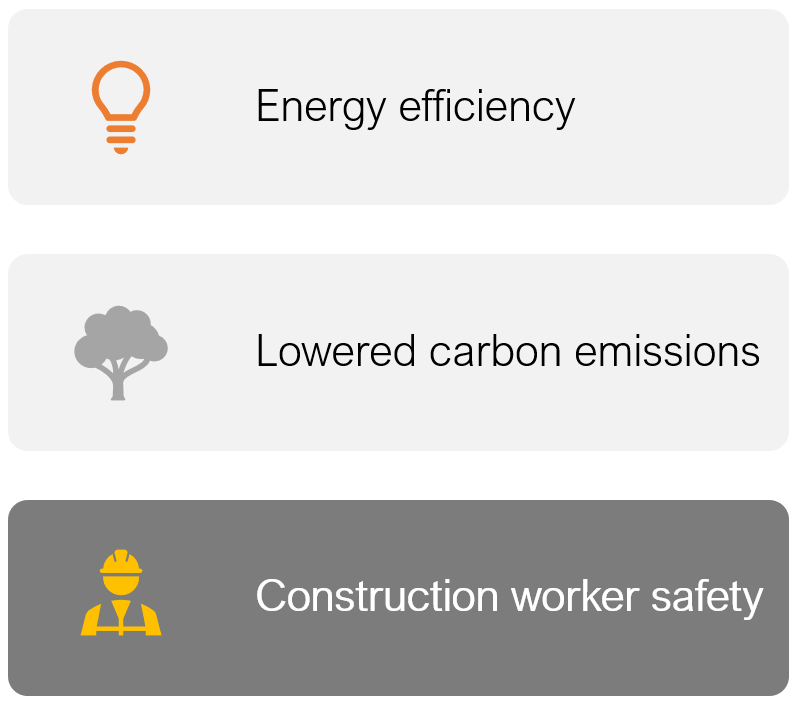 Energy efficiency
Lowered carbon emissions
Construction worker safety